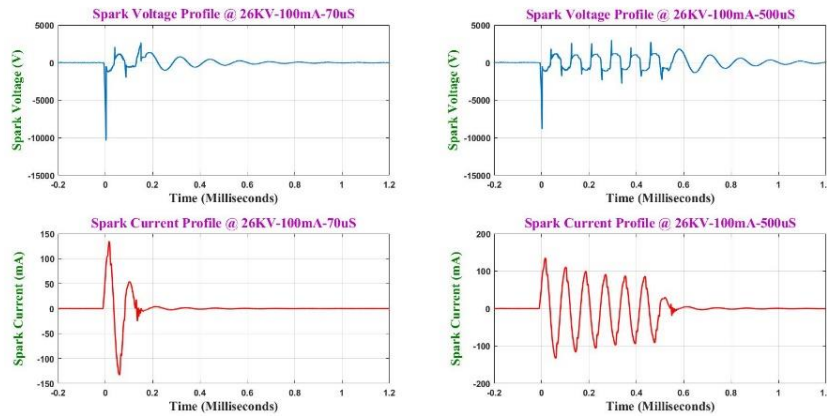 Spark Voltage Profile @ 26KV-100mA-70uS
5000
0
-5000
-10000
-15000
-0.2 0 0.2 0.4 0.6 0.8 1 1.2
Spark Voltage (V)
Time (Milliseconds)
Spark Voltage Profile @ 26KV-100mA-500uS
5000
0
-5000
-10000
-15000
-0.2 0 0.2 0.4 0.6 0.8 1 1.2
Spark Voltage (V)
Time (Milliseconds)
Spark Current Profile @ 26KV-100mA-70uS
150
100
50
0
-50
-100
-150
-0.2 0 0.2 0.4 0.6 0.8 1 1.2
Spark Current (mA)
Time (Milliseconds)
Spark Current Profile @ 26KV-100mA-500uS
200
100
0
-100
-200
-0.2 0 0.2 0.4 0.6 0.8 1 1.2
Spark Current (mA)
Time (Milliseconds)